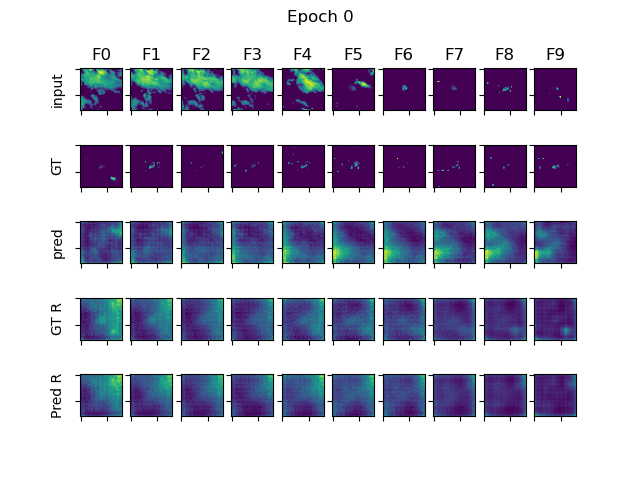 Epoch 0
F0 F1 F2 F3 F4 F5 F6 F7 F8 F9
input
GT
pred
GT R
Pred R